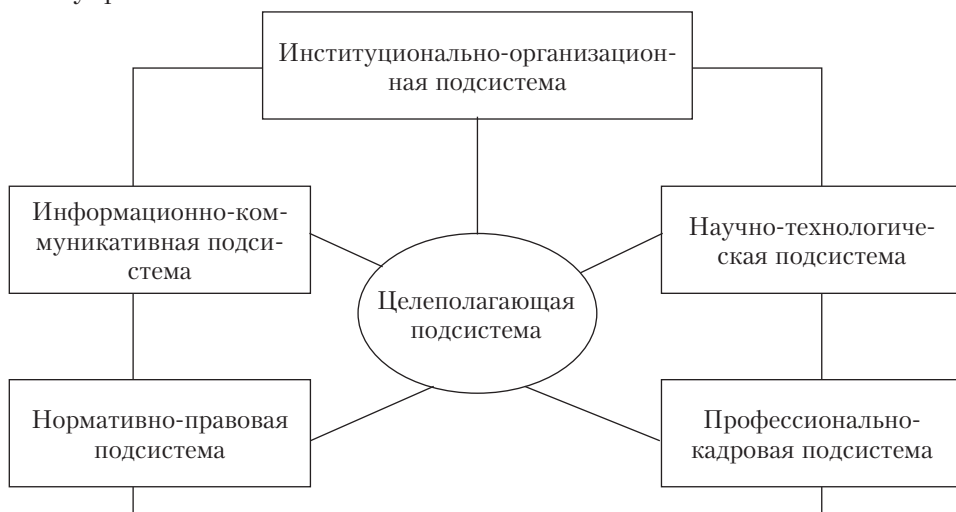 Институционально-организацион-
ная подсистема
Информационно-ком-
муникативная подси-
стема
Научно-технологиче-
ская подсистема
Целеполагающая
подсистема
Нормативно-правовая
подсистема
Профессионально-
кадровая подсистема